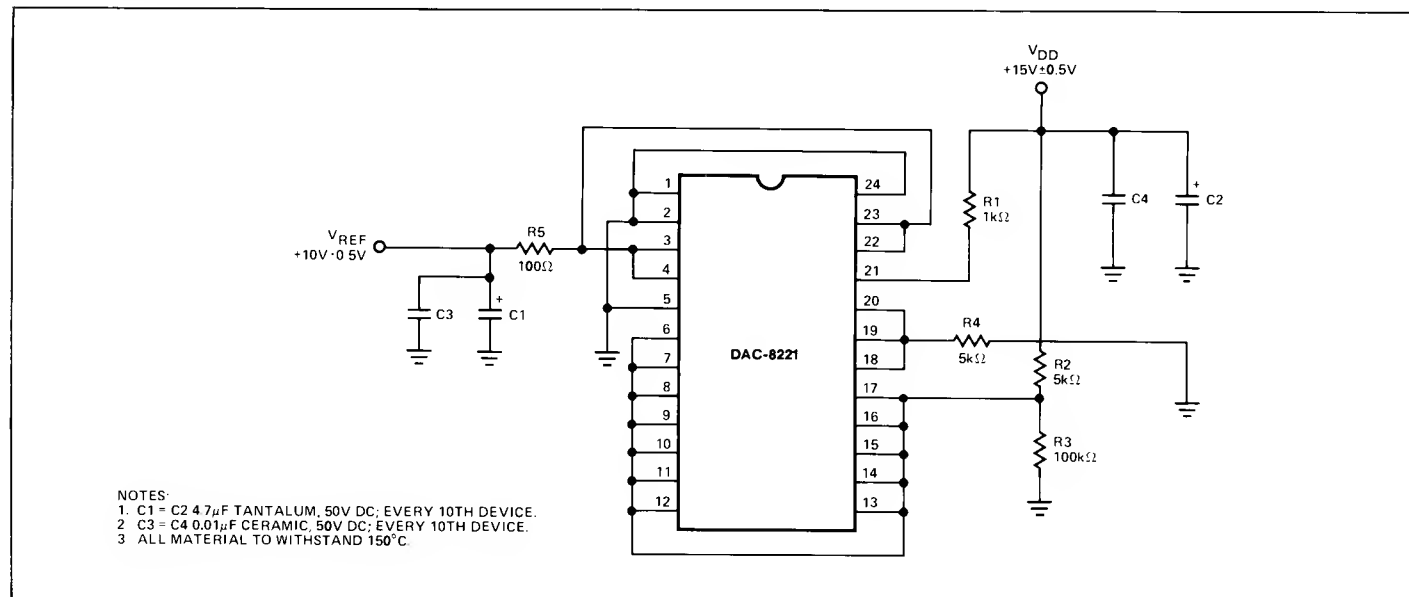 VDD
+15V±0.5V
1
2
3
4
5
6
7
8
9
10
11
12
24
23
22
21
20
19
18
17
16
15
14
13
DAC-8221
VREF
+10V·0 5V
R5
100Ω
C3
+
C1
R1
1kΩ
C4
+
C2
R4
5kΩ
R2
5kΩ
R3
100kΩ
NOTES·
1. C1 = C2 4.7μF TANTALUM, 50V DC; EVERY 10TH DEVICE.
2 C3 = C4 0.01μF CERAMIC, 50V DC; EVERY 10TH DEVICE.
3 ALL MATERIAL TO WITHSTAND 150°C.